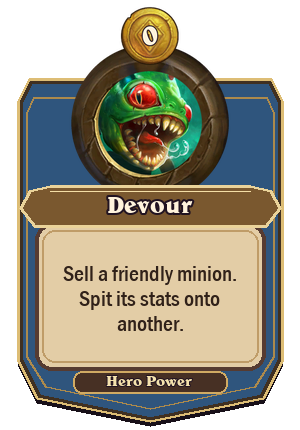 0
Devour
Sell a friendly minion.
Spit its stats onto
another.
Hero Power